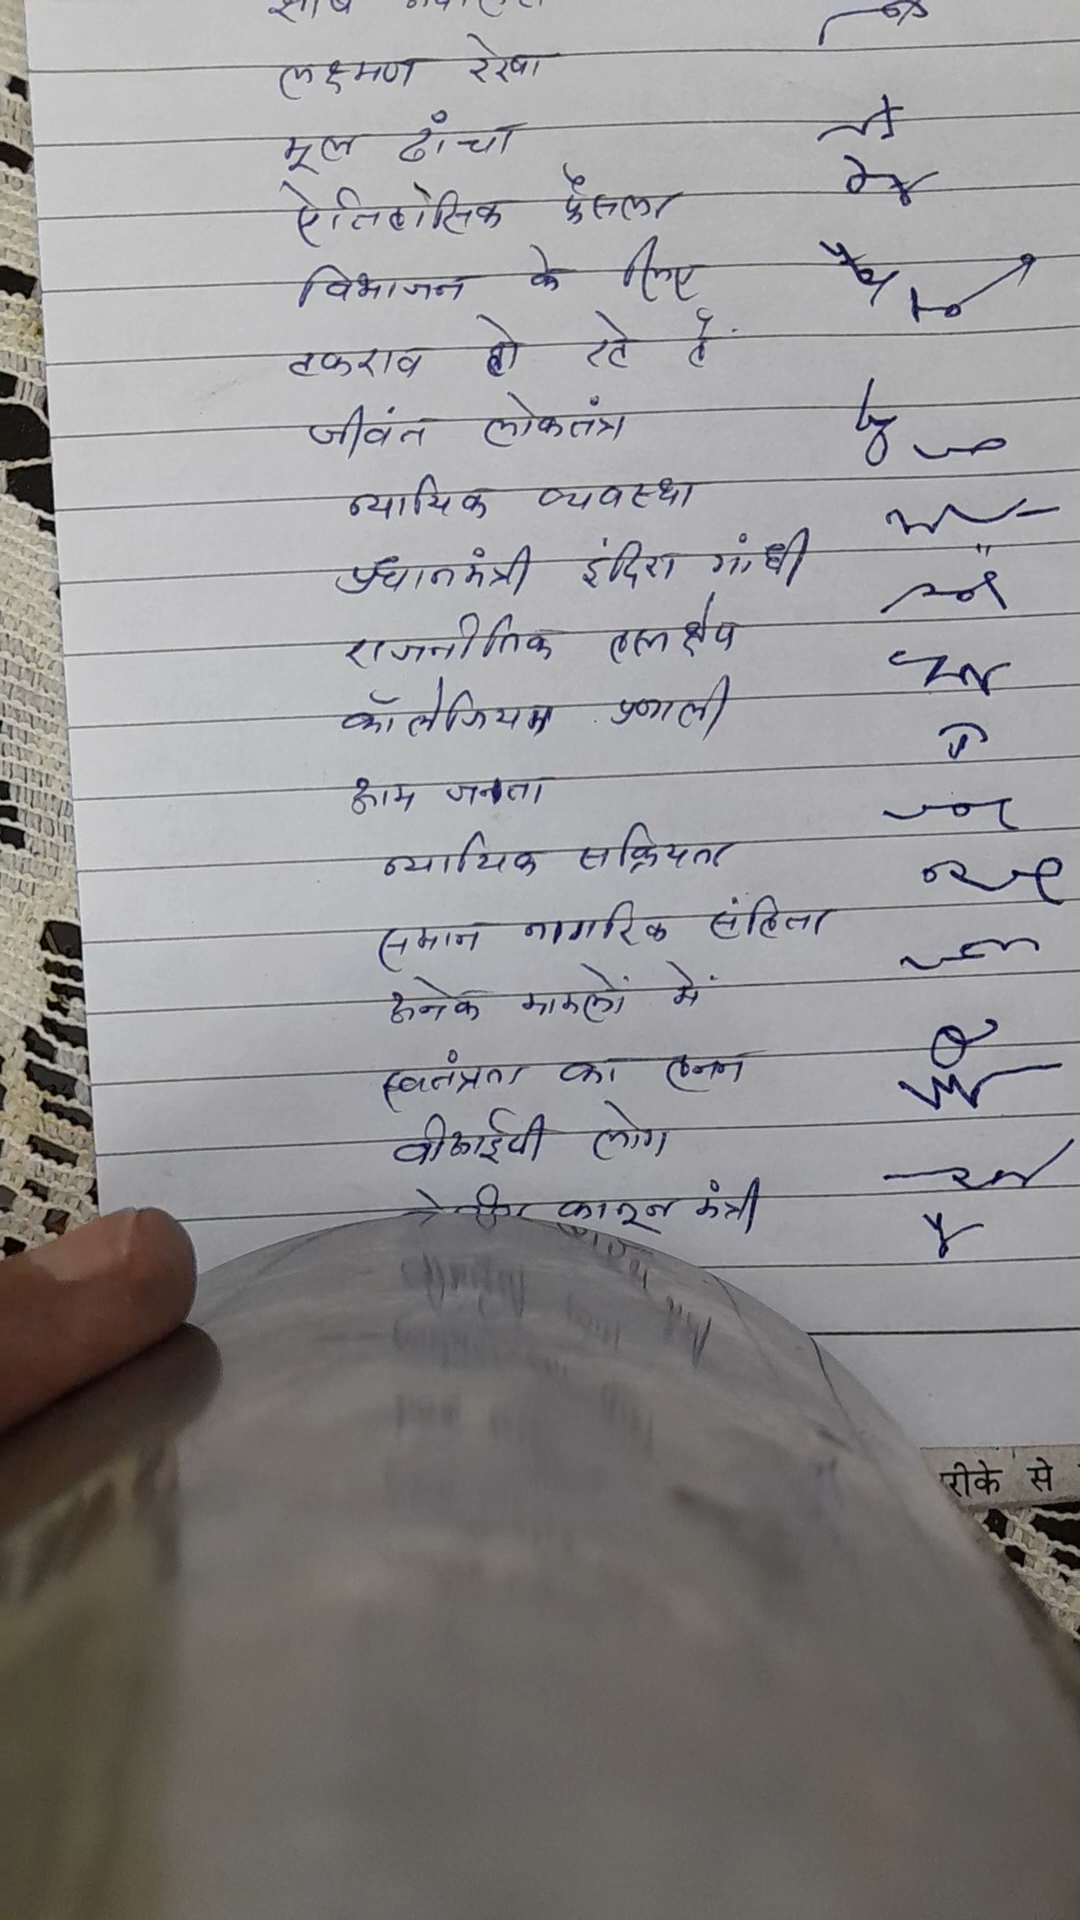 लक्ष्मण रेखा
मूल ढांचा
ऐतिहासिक फैसला
विभाजन के लिए
टकराव हो रहे हैं
जीवंत लोकतंत्र
न्यायिक व्यवस्था
प्रधानमंत्री इंदिरा गांधी
राजनीतिक हस्तक्षेप
कॉलेजियम प्रणाली
आम जनता
न्यायिक सक्रियता
समान नागरिक संहिता
अनेक मामलों में
स्वतंत्रता का हनन
वीआईपी लोग
कानून मंत्री
रीके से